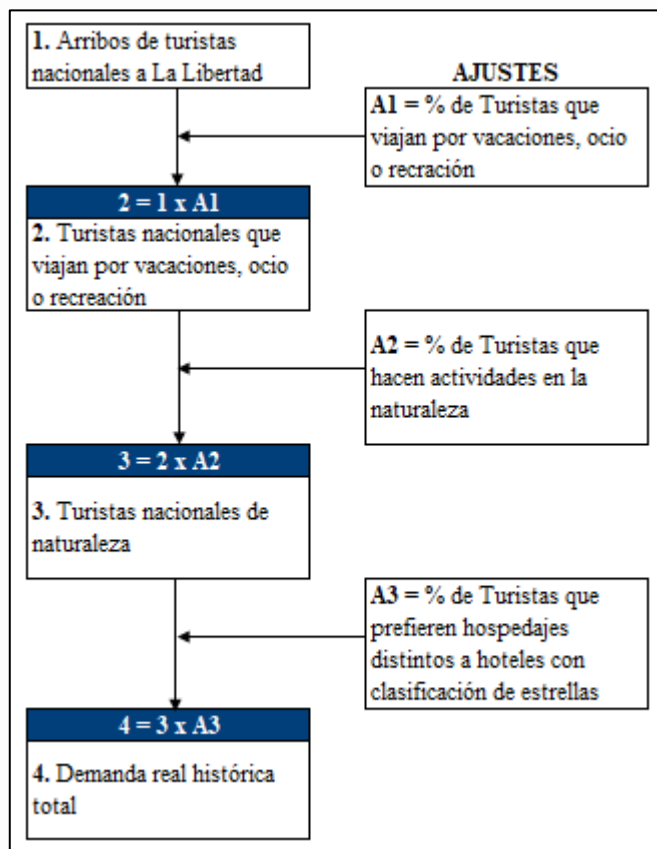 1. Arribos de turistas
nacionales a La Libertad
AJUSTES
A1 = % de Turistas que
viajan por vacaciones, ocio
o recración
2 = 1 x A1
2. Turistas nacionales que
viajan por vacaciones, ocio
o recreación
A2 = % de Turistas que
hacen actividades en la
naturaleza
3 = 2 x A2
3. Turistas nacionales de
naturaleza
A3 = % de Turistas que
prefieren hospedajes
distintos a hoteles con
clasificación de estrellas
4 = 3 x A3
4. Demanda real histórica
total